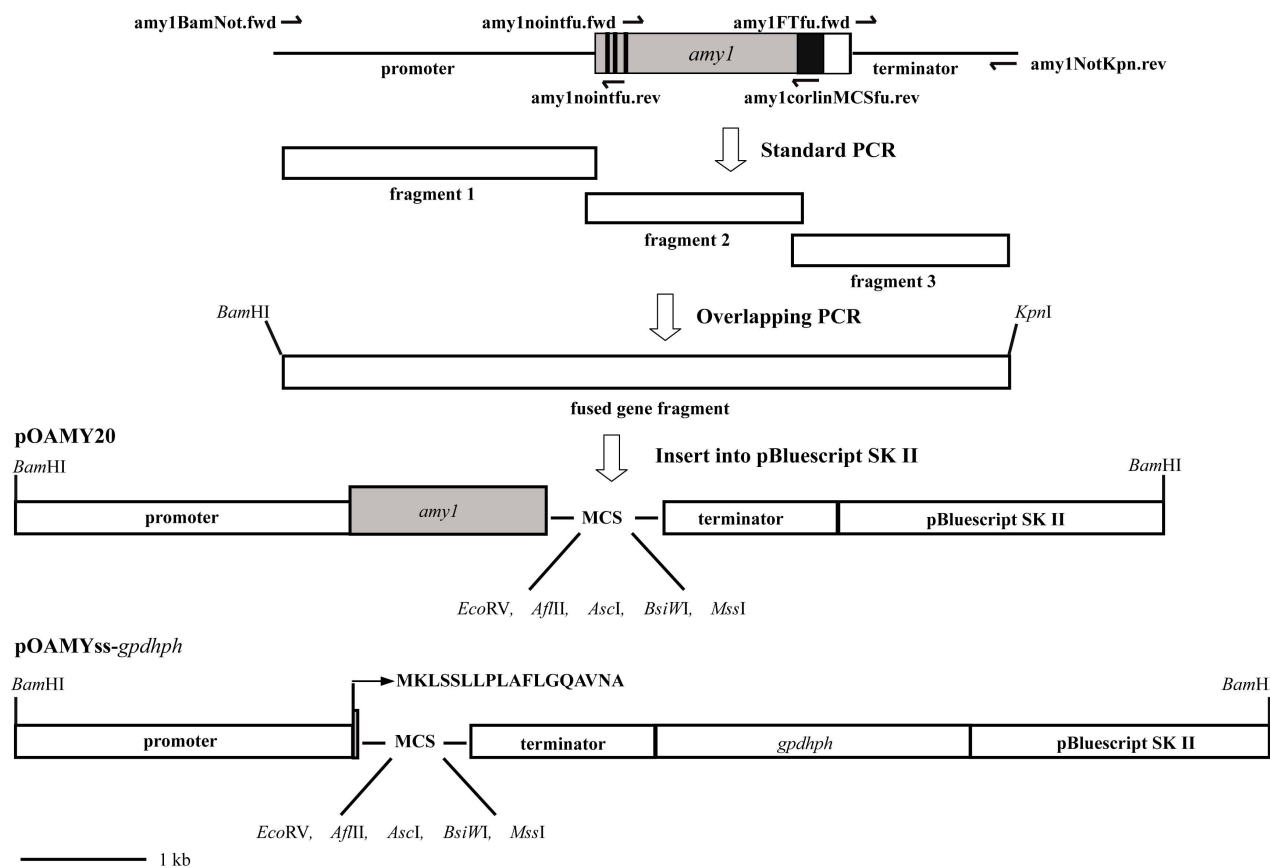 amy1BamNot.fwd
amy1nointfu.fwd
amy1FTfu.fwd
promoter
amy1
terminator
amy1NotKpn.rev
amy1nointfu.rev
amy1corlinMCSfu.rev
Standard PCR
fragment 1
fragment 2
fragment 3
Overlapping PCR
BamHI
KpnI
fused gene fragment
pOAMY20
Insert into pBluescript SK II
BamHI
BamHI
promoter
amy1
MCS
terminator
pBluescript SK II
EcoRV, AflII, AscI, BsiWI, MssI
pOAMYss-gpdhph
BamHI
MKLSSLLPLAFLGQAVNA
BamH
promoter
MCS
terminator
gpdhph
pBluescript SK II
EcoRV, AflII, AscI, BsiWI, MssI
1 kb